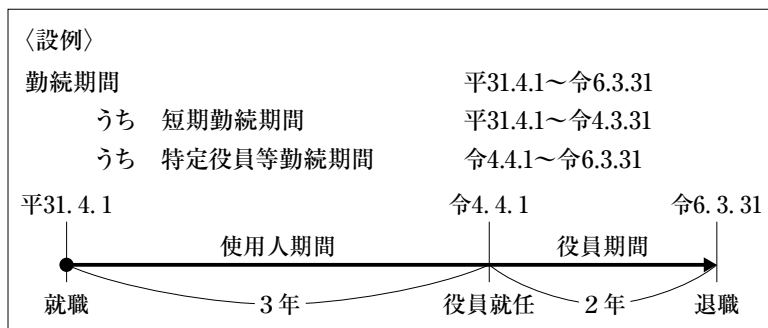 〈設例〉
勤続期間 平31.4.1～令6.3.31
うち 短期勤続期間 平31.4.1～令4.3.31
うち 特定役員等勤続期間 令4.4.1～令6.3.31
平31. 4. 1 令4. 4. 1 令6. 3. 31
使用人期間 役員期間
就職 3年 役員就任 2年 退職